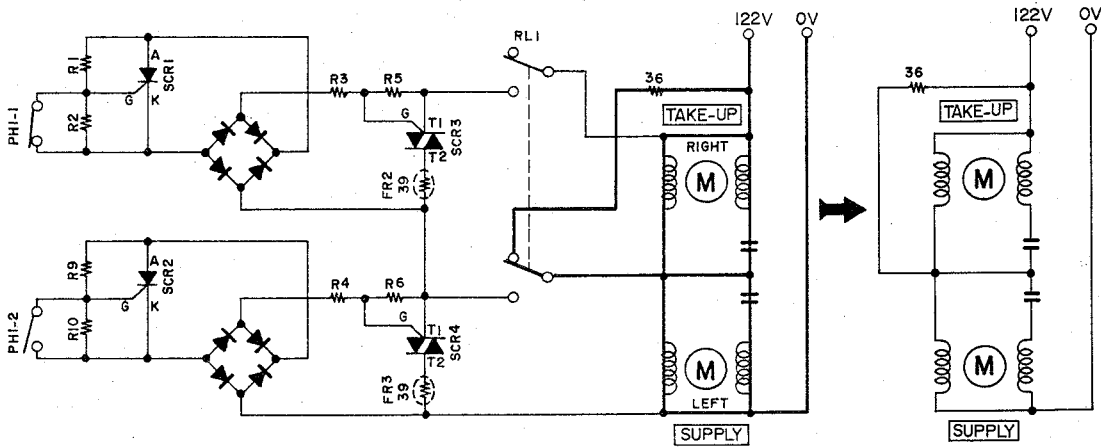 122V
0V
RL1
36
TAKE-UP
RIGHT
M
M
LEFT
SUPPLY
PH1-1
R1
R2
A
G
K
SCR1
R3
R5
G
T1
T2
SCR3
FR2
39
PH1-2
R9
R10
A
G
K
SCR2
R4
R6
G
T1
T2
SCR4
FR3
39
122V
0V
36
TAKE-UP
M
M
SUPPLY